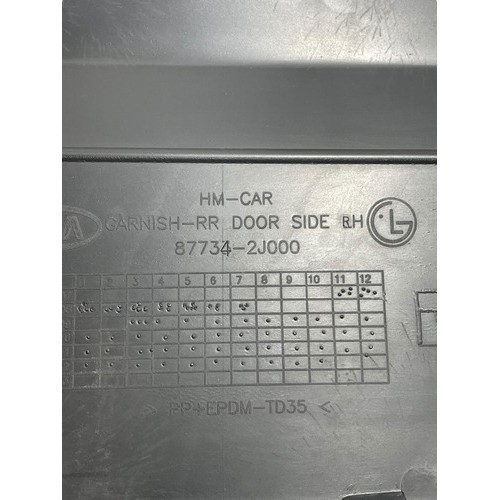 HM-CAR
GARNISH-RR DOOR SIDE RH
87734-2J000
1 2 3 4 5 6 7 8 9 10 11 12
> PP+EPDM-TD35 <